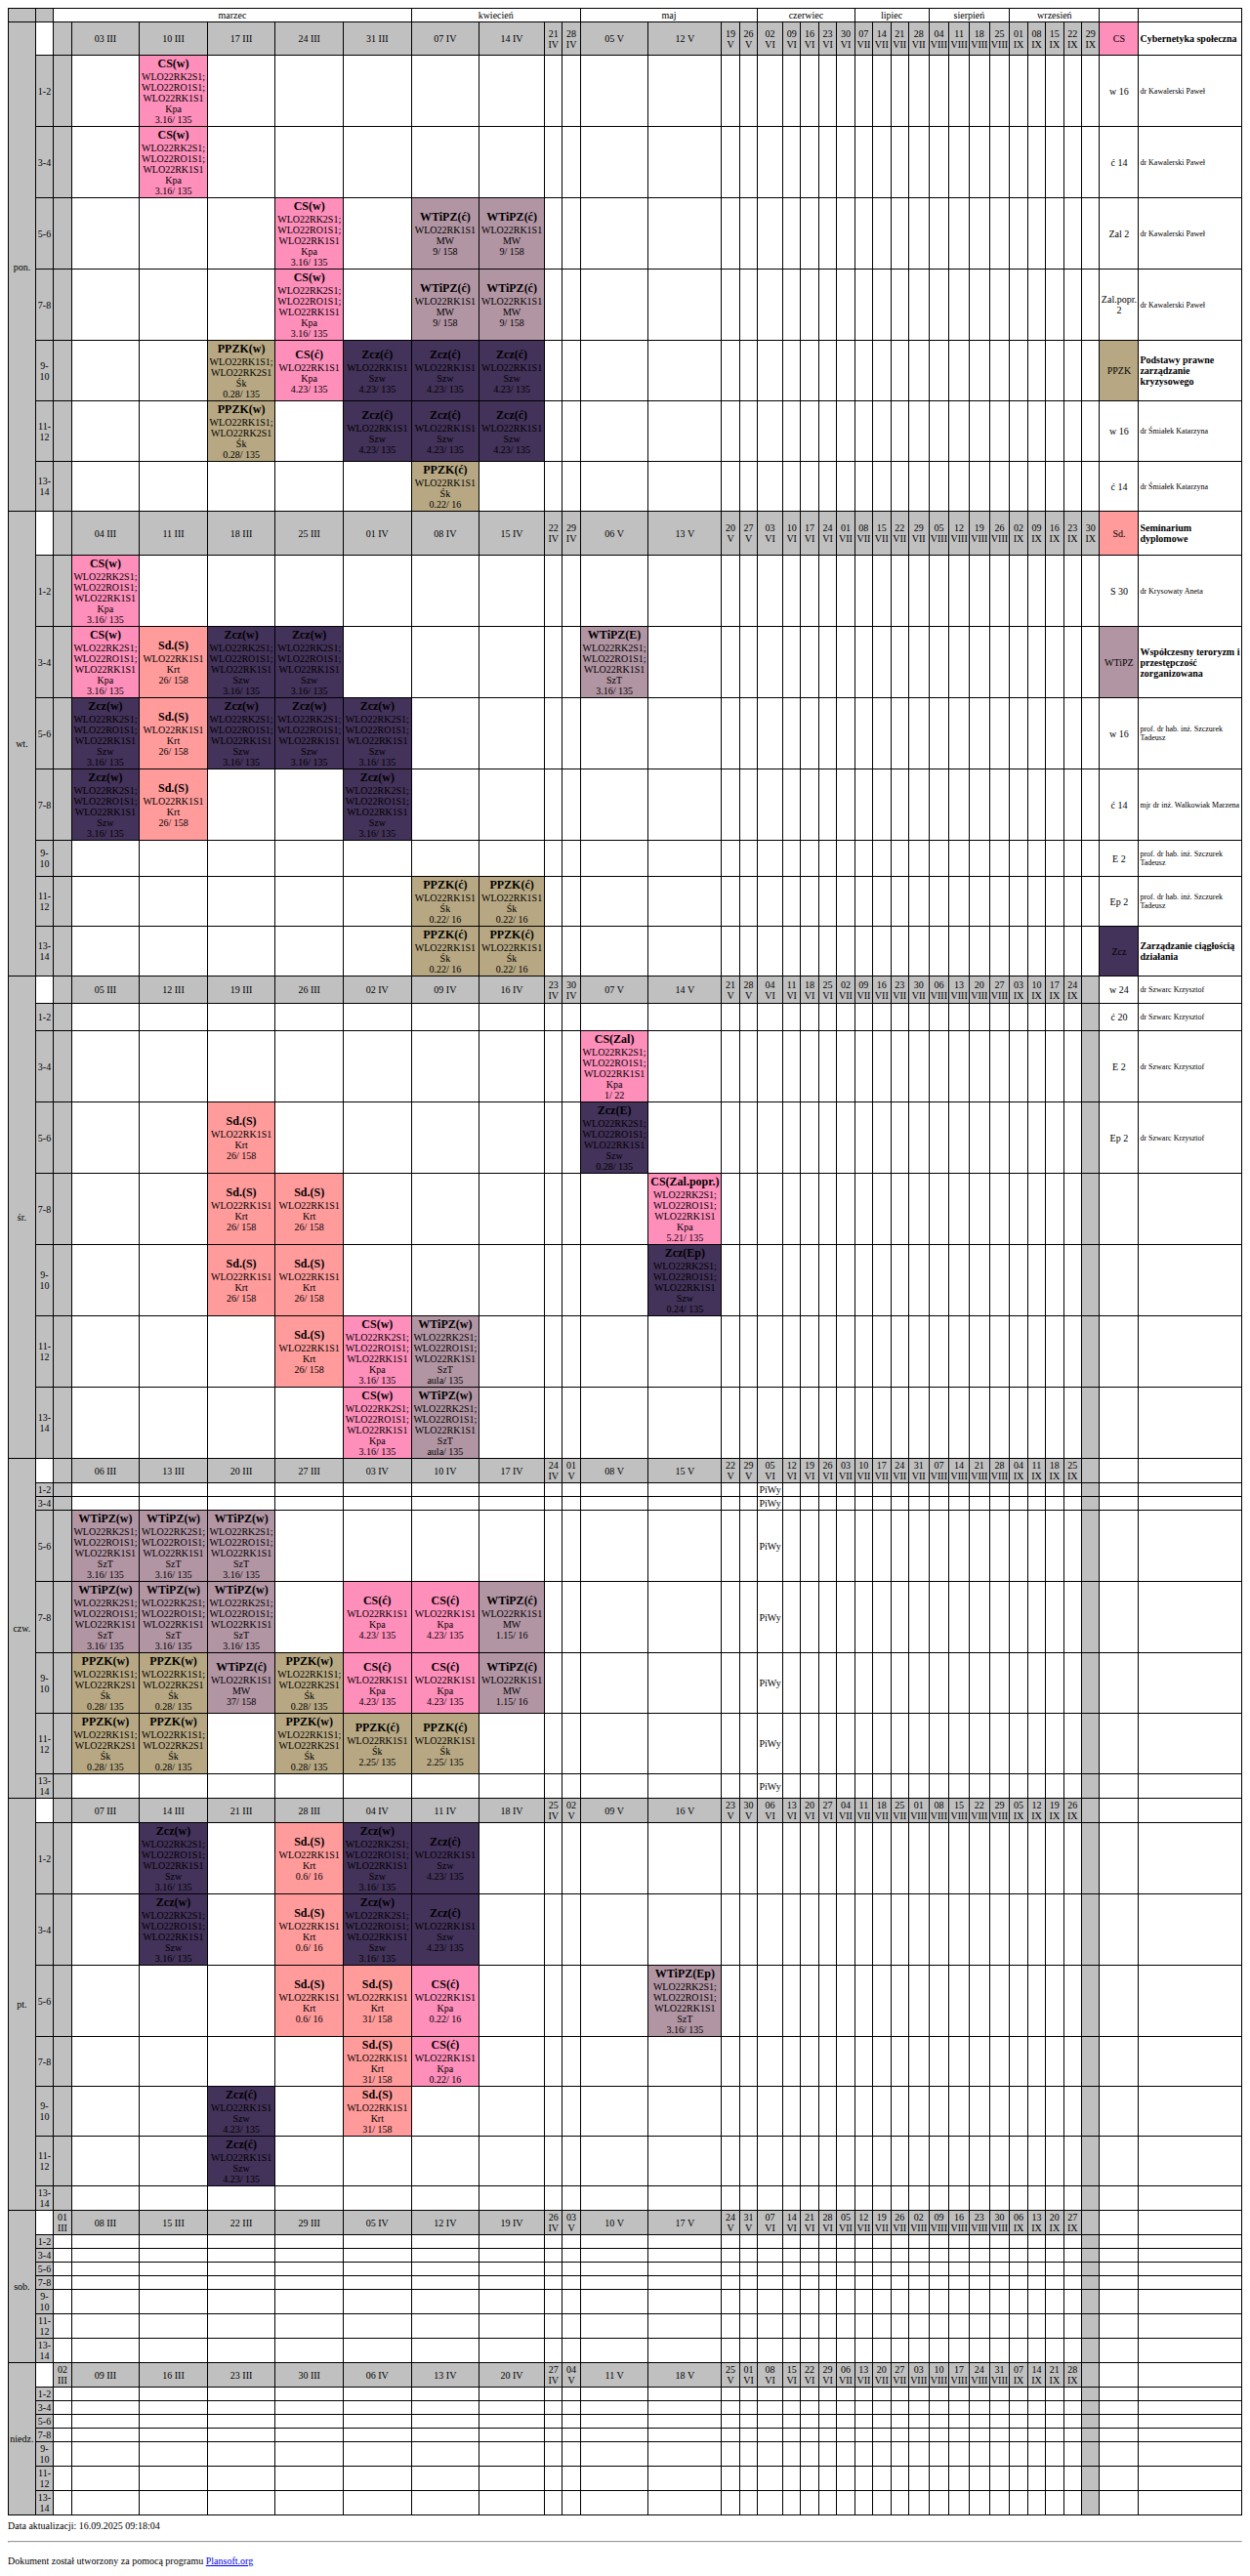 marzec kwiecień maj czerwiec lipiec sierpień wrzesień
pon. 03 III 10 III 17 III 24 III 31 III 07 IV 14 IV 21 IV 28 IV 05 V 12 V 19 V 26 V 02 VI 09 VI 16 VI 23 VI 30 VI 07 VII 14 VII 21 VII 28 VII 04 VIII 11 VIII 18 VIII 25 VIII 01 IX 08 IX 15 IX 22 IX 29 IX CS Cybernetyka społeczna
1-2 CS(w) WLO22RK2S1; WLO22RO1S1; WLO22RK1S1 Kpa 3.16/ 135 w 16 dr Kawalerski Paweł
3-4 CS(w) WLO22RK2S1; WLO22RO1S1; WLO22RK1S1 Kpa 3.16/ 135 ć 14 dr Kawalerski Paweł
5-6 CS(w) WLO22RK2S1; WLO22RO1S1; WLO22RK1S1 Kpa 3.16/ 135 WTiPZ(ć) WLO22RK1S1 MW 9/ 158 WTiPZ(ć) WLO22RK1S1 MW 9/ 158 Zal 2 dr Kawalerski Paweł
7-8 CS(w) WLO22RK2S1; WLO22RO1S1; WLO22RK1S1 Kpa 3.16/ 135 WTiPZ(ć) WLO22RK1S1 MW 9/ 158 WTiPZ(ć) WLO22RK1S1 MW 9/ 158 Zal.popr. 2 dr Kawalerski Paweł
9-10 PPZK(w) WLO22RK1S1; WLO22RK2S1 Śk 0.28/ 135 CS(ć) WLO22RK1S1 Kpa 4.23/ 135 Zcz(ć) WLO22RK1S1 Szw 4.23/ 135 Zcz(ć) WLO22RK1S1 Szw 4.23/ 135 Zcz(ć) WLO22RK1S1 Szw 4.23/ 135 PPZK Podstawy prawne zarządzanie kryzysowego
11-12 PPZK(w) WLO22RK1S1; WLO22RK2S1 Śk 0.28/ 135 Zcz(ć) WLO22RK1S1 Szw 4.23/ 135 Zcz(ć) WLO22RK1S1 Szw 4.23/ 135 Zcz(ć) WLO22RK1S1 Szw 4.23/ 135 w 16 dr Śmiałek Katarzyna
13-14 PPZK(ć) WLO22RK1S1 Śk 0.22/ 16 ć 14 dr Śmiałek Katarzyna
wt. 04 III 11 III 18 III 25 III 01 IV 08 IV 15 IV 22 IV 29 IV 06 V 13 V 20 V 27 V 03 VI 10 VI 17 VI 24 VI 01 VII 08 VII 15 VII 22 VII 29 VII 05 VIII 12 VIII 19 VIII 26 VIII 02 IX 09 IX 16 IX 23 IX 30 IX Sd. Seminarium dyplomowe
1-2 CS(w) WLO22RK2S1; WLO22RO1S1; WLO22RK1S1 Kpa 3.16/ 135 S 30 dr Krysowaty Aneta
3-4 CS(w) WLO22RK2S1; WLO22RO1S1; WLO22RK1S1 Kpa 3.16/ 135 Sd.(S) WLO22RK1S1 Krt 26/ 158 Zcz(w) WLO22RK2S1; WLO22RO1S1; WLO22RK1S1 Szw 3.16/ 135 Zcz(w) WLO22RK2S1; WLO22RO1S1; WLO22RK1S1 Szw 3.16/ 135 WTiPZ(E) WLO22RK2S1; WLO22RO1S1; WLO22RK1S1 SzT 3.16/ 135 WTiPZ Współczesny teroryzm i przestępczość zorganizowana
5-6 Zcz(w) WLO22RK2S1; WLO22RO1S1; WLO22RK1S1 Szw 3.16/ 135 Sd.(S) WLO22RK1S1 Krt 26/ 158 Zcz(w) WLO22RK2S1; WLO22RO1S1; WLO22RK1S1 Szw 3.16/ 135 Zcz(w) WLO22RK2S1; WLO22RO1S1; WLO22RK1S1 Szw 3.16/ 135 Zcz(w) WLO22RK2S1; WLO22RO1S1; WLO22RK1S1 Szw 3.16/ 135 w 16 prof. dr hab. inż. Szczurek Tadeusz
7-8 Zcz(w) WLO22RK2S1; WLO22RO1S1; WLO22RK1S1 Szw 3.16/ 135 Sd.(S) WLO22RK1S1 Krt 26/ 158 Zcz(w) WLO22RK2S1; WLO22RO1S1; WLO22RK1S1 Szw 3.16/ 135 ć 14 mjr dr inż. Walkowiak Marzena
9-10 E 2 prof. dr hab. inż. Szczurek Tadeusz
11-12 PPZK(ć) WLO22RK1S1 Śk 0.22/ 16 PPZK(ć) WLO22RK1S1 Śk 0.22/ 16 Ep 2 prof. dr hab. inż. Szczurek Tadeusz
13-14 PPZK(ć) WLO22RK1S1 Śk 0.22/ 16 PPZK(ć) WLO22RK1S1 Śk 0.22/ 16 Zcz Zarządzanie ciągłością działania
śr. 05 III 12 III 19 III 26 III 02 IV 09 IV 16 IV 23 IV 30 IV 07 V 14 V 21 V 28 V 04 VI 11 VI 18 VI 25 VI 02 VII 09 VII 16 VII 23 VII 30 VII 06 VIII 13 VIII 20 VIII 27 VIII 03 IX 10 IX 17 IX 24 IX w 24 dr Szwarc Krzysztof
1-2 ć 20 dr Szwarc Krzysztof
3-4 CS(Zal) WLO22RK2S1; WLO22RO1S1; WLO22RK1S1 Kpa 1/ 22 E 2 dr Szwarc Krzysztof
5-6 Sd.(S) WLO22RK1S1 Krt 26/ 158 Zcz(E) WLO22RK2S1; WLO22RO1S1; WLO22RK1S1 Szw 0.28/ 135 Ep 2 dr Szwarc Krzysztof
7-8 Sd.(S) WLO22RK1S1 Krt 26/ 158 Sd.(S) WLO22RK1S1 Krt 26/ 158 CS(Zal.popr.) WLO22RK2S1; WLO22RO1S1; WLO22RK1S1 Kpa 5.21/ 135
9-10 Sd.(S) WLO22RK1S1 Krt 26/ 158 Sd.(S) WLO22RK1S1 Krt 26/ 158 Zcz(Ep) WLO22RK2S1; WLO22RO1S1; WLO22RK1S1 Szw 0.24/ 135
11-12 Sd.(S) WLO22RK1S1 Krt 26/ 158 CS(w) WLO22RK2S1; WLO22RO1S1; WLO22RK1S1 Kpa 3.16/ 135 WTiPZ(w) WLO22RK2S1; WLO22RO1S1; WLO22RK1S1 SzT aula/ 135
13-14 CS(w) WLO22RK2S1; WLO22RO1S1; WLO22RK1S1 Kpa 3.16/ 135 WTiPZ(w) WLO22RK2S1; WLO22RO1S1; WLO22RK1S1 SzT aula/ 135
czw. 06 III 13 III 20 III 27 III 03 IV 10 IV 17 IV 24 IV 01 V 08 V 15 V 22 V 29 V 05 VI 12 VI 19 VI 26 VI 03 VII 10 VII 17 VII 24 VII 31 VII 07 VIII 14 VIII 21 VIII 28 VIII 04 IX 11 IX 18 IX 25 IX
1-2 PiWy
3-4 PiWy
5-6 WTiPZ(w) WLO22RK2S1; WLO22RO1S1; WLO22RK1S1 SzT 3.16/ 135 WTiPZ(w) WLO22RK2S1; WLO22RO1S1; WLO22RK1S1 SzT 3.16/ 135 WTiPZ(w) WLO22RK2S1; WLO22RO1S1; WLO22RK1S1 SzT 3.16/ 135 PiWy
7-8 WTiPZ(w) WLO22RK2S1; WLO22RO1S1; WLO22RK1S1 SzT 3.16/ 135 WTiPZ(w) WLO22RK2S1; WLO22RO1S1; WLO22RK1S1 SzT 3.16/ 135 WTiPZ(w) WLO22RK2S1; WLO22RO1S1; WLO22RK1S1 SzT 3.16/ 135 CS(ć) WLO22RK1S1 Kpa 4.23/ 135 CS(ć) WLO22RK1S1 Kpa 4.23/ 135 WTiPZ(ć) WLO22RK1S1 MW 1.15/ 16 PiWy
9-10 PPZK(w) WLO22RK1S1; WLO22RK2S1 Śk 0.28/ 135 PPZK(w) WLO22RK1S1; WLO22RK2S1 Śk 0.28/ 135 WTiPZ(ć) WLO22RK1S1 MW 37/ 158 PPZK(w) WLO22RK1S1; WLO22RK2S1 Śk 0.28/ 135 CS(ć) WLO22RK1S1 Kpa 4.23/ 135 CS(ć) WLO22RK1S1 Kpa 4.23/ 135 WTiPZ(ć) WLO22RK1S1 MW 1.15/ 16 PiWy
11-12 PPZK(w) WLO22RK1S1; WLO22RK2S1 Śk 0.28/ 135 PPZK(w) WLO22RK1S1; WLO22RK2S1 Śk 0.28/ 135 PPZK(w) WLO22RK1S1; WLO22RK2S1 Śk 0.28/ 135 PPZK(ć) WLO22RK1S1 Śk 2.25/ 135 PPZK(ć) WLO22RK1S1 Śk 2.25/ 135 PiWy
13-14 PiWy
pt. 07 III 14 III 21 III 28 III 04 IV 11 IV 18 IV 25 IV 02 V 09 V 16 V 23 V 30 V 06 VI 13 VI 20 VI 27 VI 04 VII 11 VII 18 VII 25 VII 01 VIII 08 VIII 15 VIII 22 VIII 29 VIII 05 IX 12 IX 19 IX 26 IX
1-2 Zcz(w) WLO22RK2S1; WLO22RO1S1; WLO22RK1S1 Szw 3.16/ 135 Sd.(S) WLO22RK1S1 Krt 0.6/ 16 Zcz(w) WLO22RK2S1; WLO22RO1S1; WLO22RK1S1 Szw 3.16/ 135 Zcz(ć) WLO22RK1S1 Szw 4.23/ 135
3-4 Zcz(w) WLO22RK2S1; WLO22RO1S1; WLO22RK1S1 Szw 3.16/ 135 Sd.(S) WLO22RK1S1 Krt 0.6/ 16 Zcz(w) WLO22RK2S1; WLO22RO1S1; WLO22RK1S1 Szw 3.16/ 135 Zcz(ć) WLO22RK1S1 Szw 4.23/ 135
5-6 Sd.(S) WLO22RK1S1 Krt 0.6/ 16 Sd.(S) WLO22RK1S1 Krt 31/ 158 CS(ć) WLO22RK1S1 Kpa 0.22/ 16 WTiPZ(Ep) WLO22RK2S1; WLO22RO1S1; WLO22RK1S1 SzT 3.16/ 135
7-8 Sd.(S) WLO22RK1S1 Krt 31/ 158 CS(ć) WLO22RK1S1 Kpa 0.22/ 16
9-10 Zcz(ć) WLO22RK1S1 Szw 4.23/ 135 Sd.(S) WLO22RK1S1 Krt 31/ 158
11-12 Zcz(ć) WLO22RK1S1 Szw 4.23/ 135
13-14
sob. 01 III 08 III 15 III 22 III 29 III 05 IV 12 IV 19 IV 26 IV 03 V 10 V 17 V 24 V 31 V 07 VI 14 VI 21 VI 28 VI 05 VII 12 VII 19 VII 26 VII 02 VIII 09 VIII 16 VIII 23 VIII 30 VIII 06 IX 13 IX 20 IX 27 IX
1-2
3-4
5-6
7-8
9-10
11-12
13-14
niedz. 02 III 09 III 16 III 23 III 30 III 06 IV 13 IV 20 IV 27 IV 04 V 11 V 18 V 25 V 01 VI 08 VI 15 VI 22 VI 29 VI 06 VII 13 VII 20 VII 27 VII 03 VIII 10 VIII 17 VIII 24 VIII 31 VIII 07 IX 14 IX 21 IX 28 IX
1-2
3-4
5-6
7-8
9-10
11-12
13-14
Data aktualizacji: 16.09.2025 09:18:04
Dokument został utworzony za pomocą programu Plansoft.org